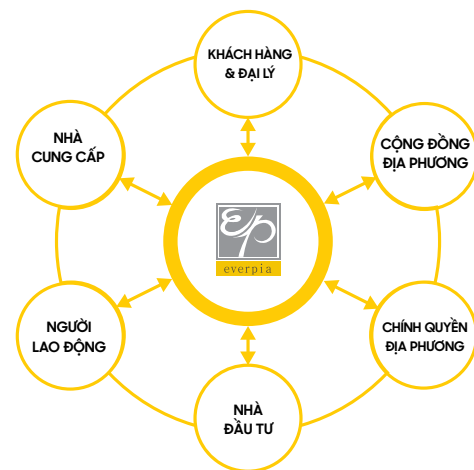 KHÁCH HÀNG
& ĐẠI LÝ
NHÀ
CUNG CẤP
CỘNG ĐỒNG
ĐỊA PHƯƠNG
ep
everpia
NGƯỜI
LAO ĐỘNG
CHÍNH QUYỀN
ĐỊA PHƯƠNG
NHÀ
ĐẦU TƯ